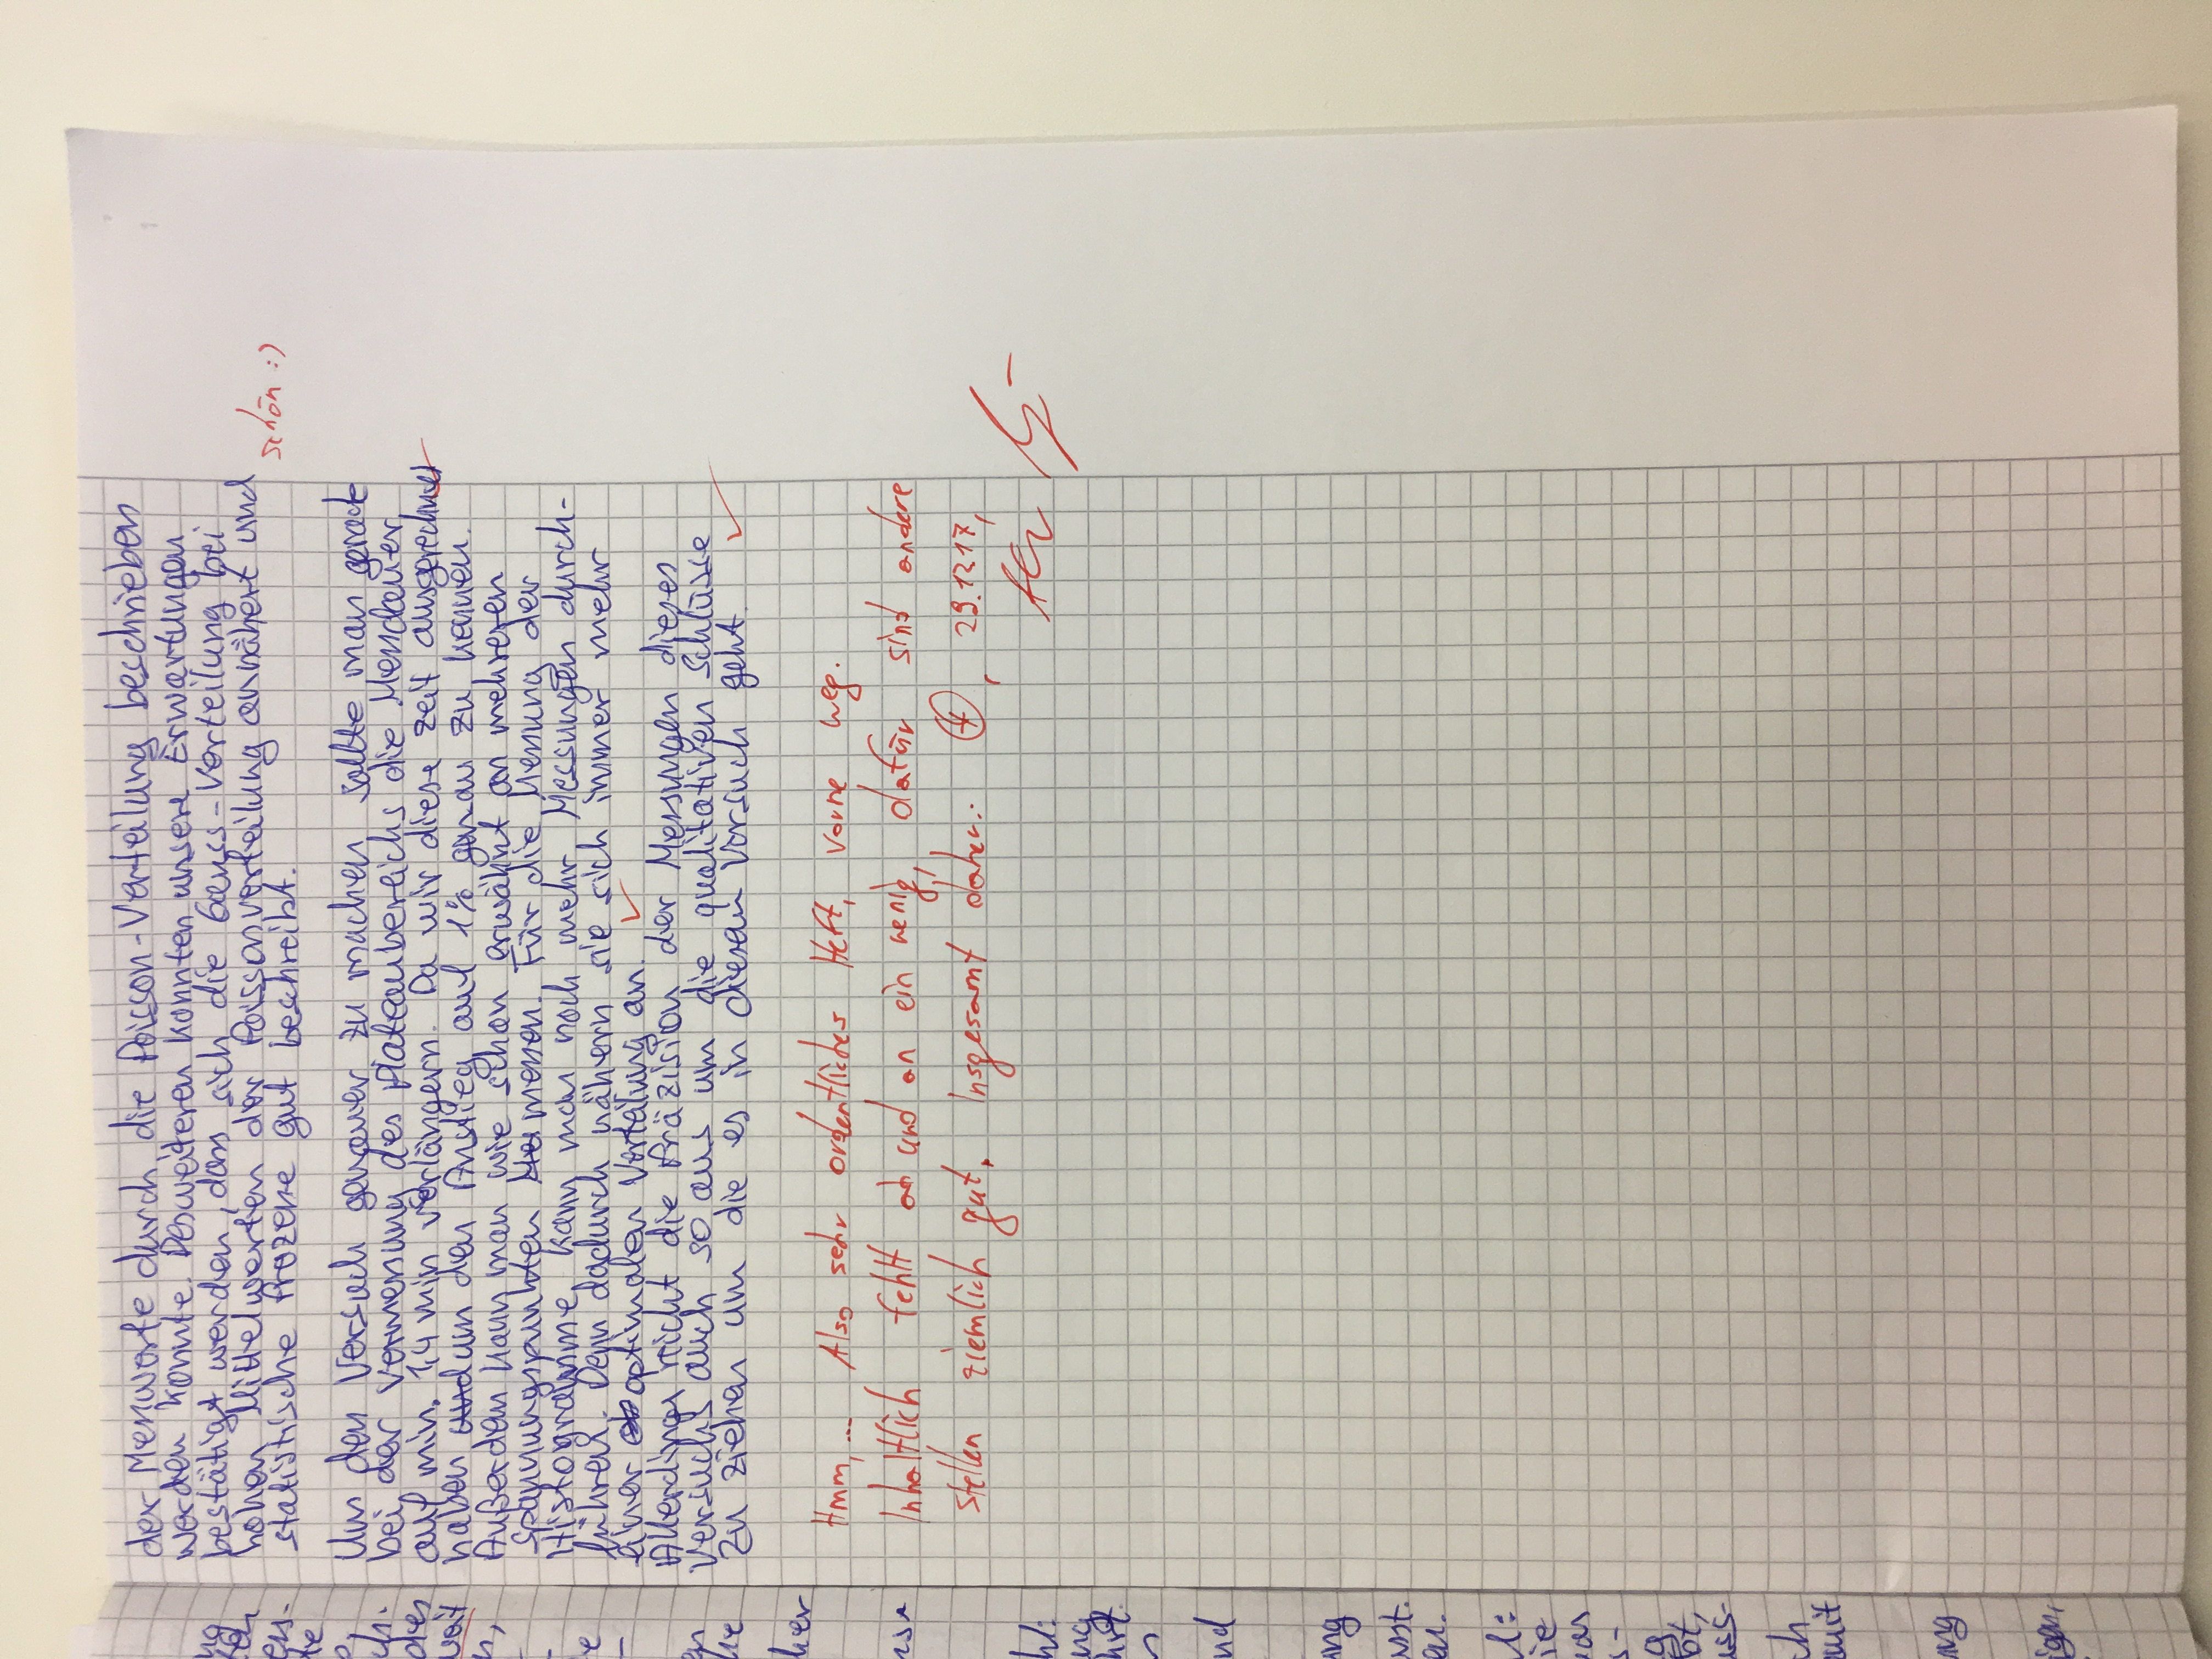 der Messwerte durch die Poisson-Verteilung beschrieben
werden konnte. Desweiteren konnten unsere Erwartungen
bestätigt werden, dass sich die Gauss-Verteilung bei
hohen Mittelwerten der Poissonverteilung annähert und
statistische Prozesse gut beschreibt.
schön :)
Um den Versuch genauer zu machen sollte man gerade
bei der Vermessung des Plateaubereichs die Messdauer
auf min. 1,4 min verlängern. Da wir diese Zeit ausgerechnet
haben um den Anstieg auf 1% genau zu kennen.
Außerdem kann man wie schon erwähnt an mehreren
Spannungspunkten messen. Für die Messung der
Histogramme kann man noch mehr Messungen durch-
führen. Denn dadurch nähern sie sich immer mehr
einer optimalen Verteilung an.
Allerdings reicht die Präzision der Messungen dieses
Versuchs auch so aus um die qualitativen Schlüsse
zu ziehen um die es in diesem Versuch geht.
Hmm,... Also sehr ordentliches Heft, vorne weg.
Inhaltlich fehlt ab und an ein wenig, dafür sind andere
stellen ziemlich gut. Insgesamt daher.. +, 29.12.17,